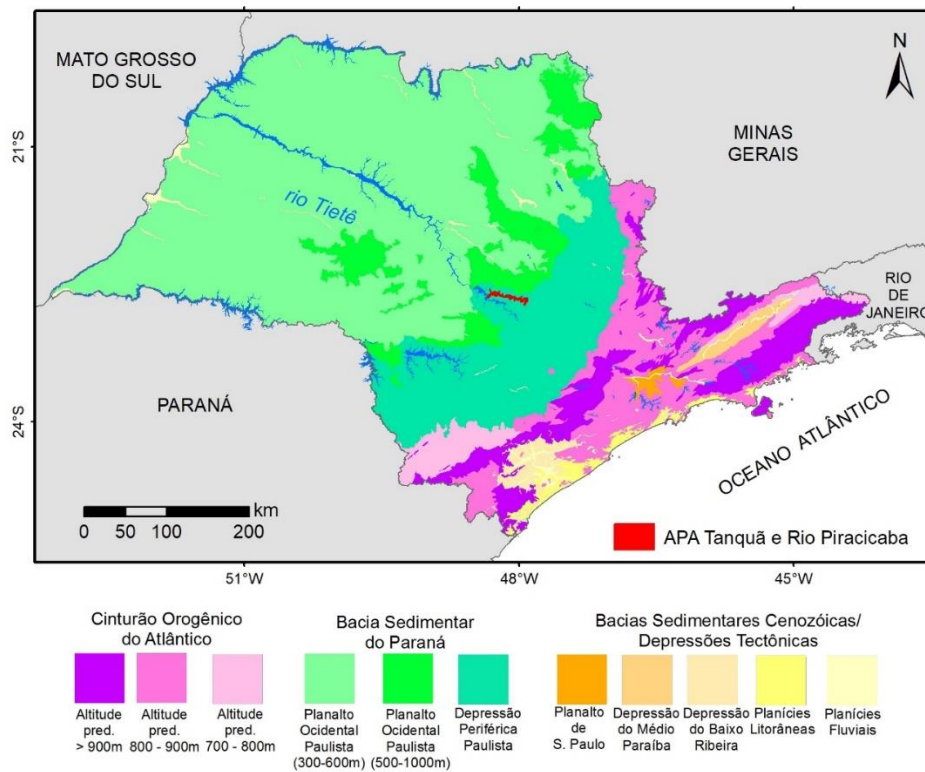 MATO GROSSO
DO SUL
N
MINAS
GERAIS
21°S
rio Tietê
RIO
DE
JANEIRO
PARANÁ
24°S
OCEANO ATLÂNTICO
km
0 50 100 200
APA Tanquã e Rio Piracicaba
51°W 48°W 45°W
Cinturão Orogênico
do Atlântico
Altitude
pred.
> 900m
Altitude
pred.
800 - 900m
Altitude
pred.
700 - 800m
Bacia Sedimentar
do Paraná
Planalto
Ocidental
Paulista
(300-600m)
Planalto
Ocidental
Paulista
(500-1000m)
Depressão
Periférica
Paulista
Bacias Sedimentares Cenozóicas/
Depressões Tectônicas
Planalto
de
S. Paulo
Depressão
do Médio
Paraíba
Depressão
do Baixo
Ribeira
Planícies
Litorâneas
Planícies
Fluviais